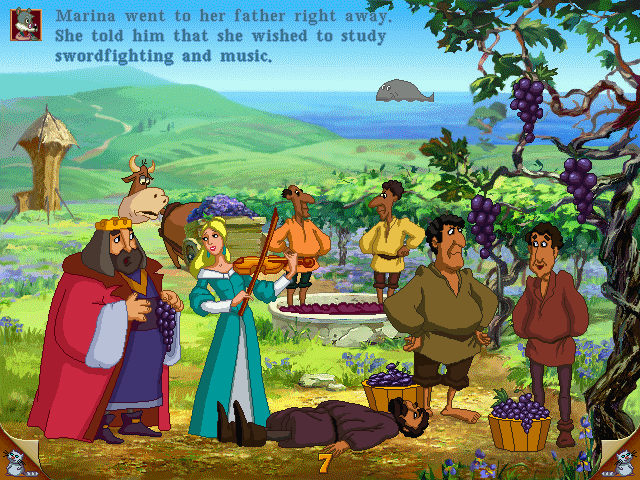 Marina went to her father right away.
She told him that she wished to study
swordfighting and music.
7